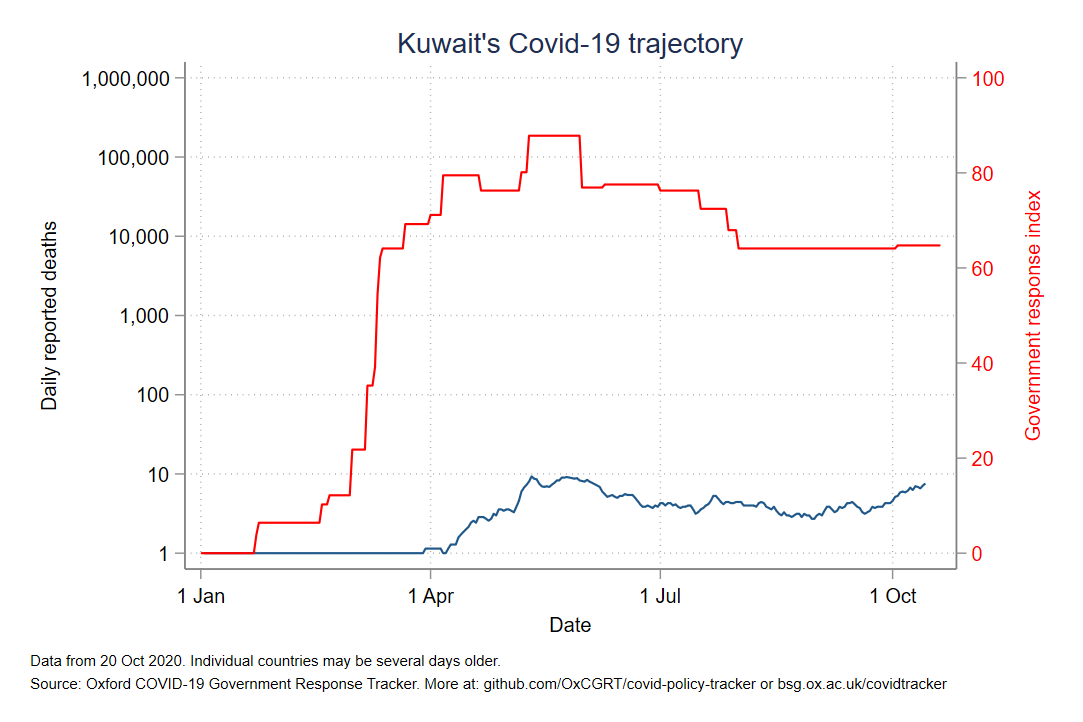 Kuwait's Covid-19 trajectory
1,000,000
100,000
10,000
1,000
100
10
1
Daily reported deaths
100
80
60
40
20
0
Government response index
1 Jan
1 Apr
1 Jul
1 Oct
Date
Data from 20 Oct 2020. Individual countries may be several days older.
Source: Oxford COVID-19 Government Response Tracker. More at: github.com/OxCGRT/covid-policy-tracker or bsg.ox.ac.uk/covidtracker